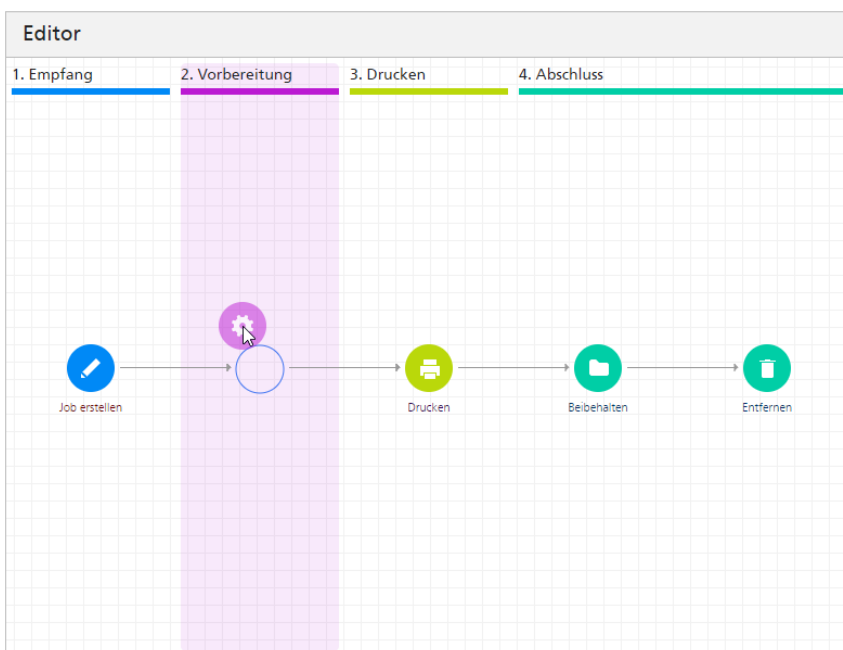 Editor
1. Empfang
2. Vorbereitung
3. Drucken
4. Abschluss
Job erstellen
Drucken
Beibehalten
Entfernen